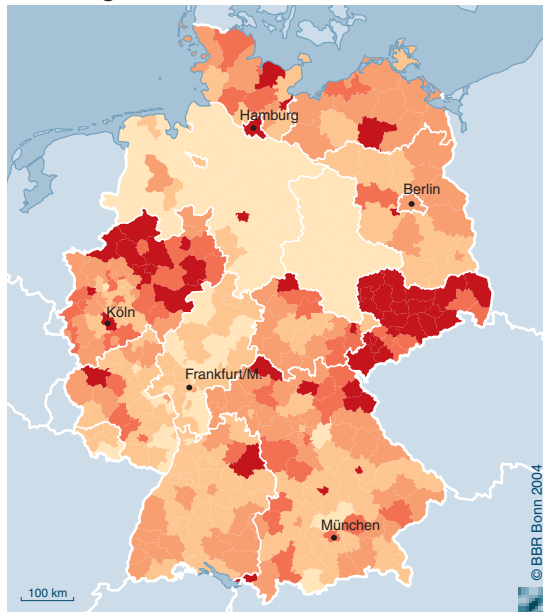 Hamburg
Berlin
Köln
Frankfurt/M.
München
100 km
© BBR Bonn 2004